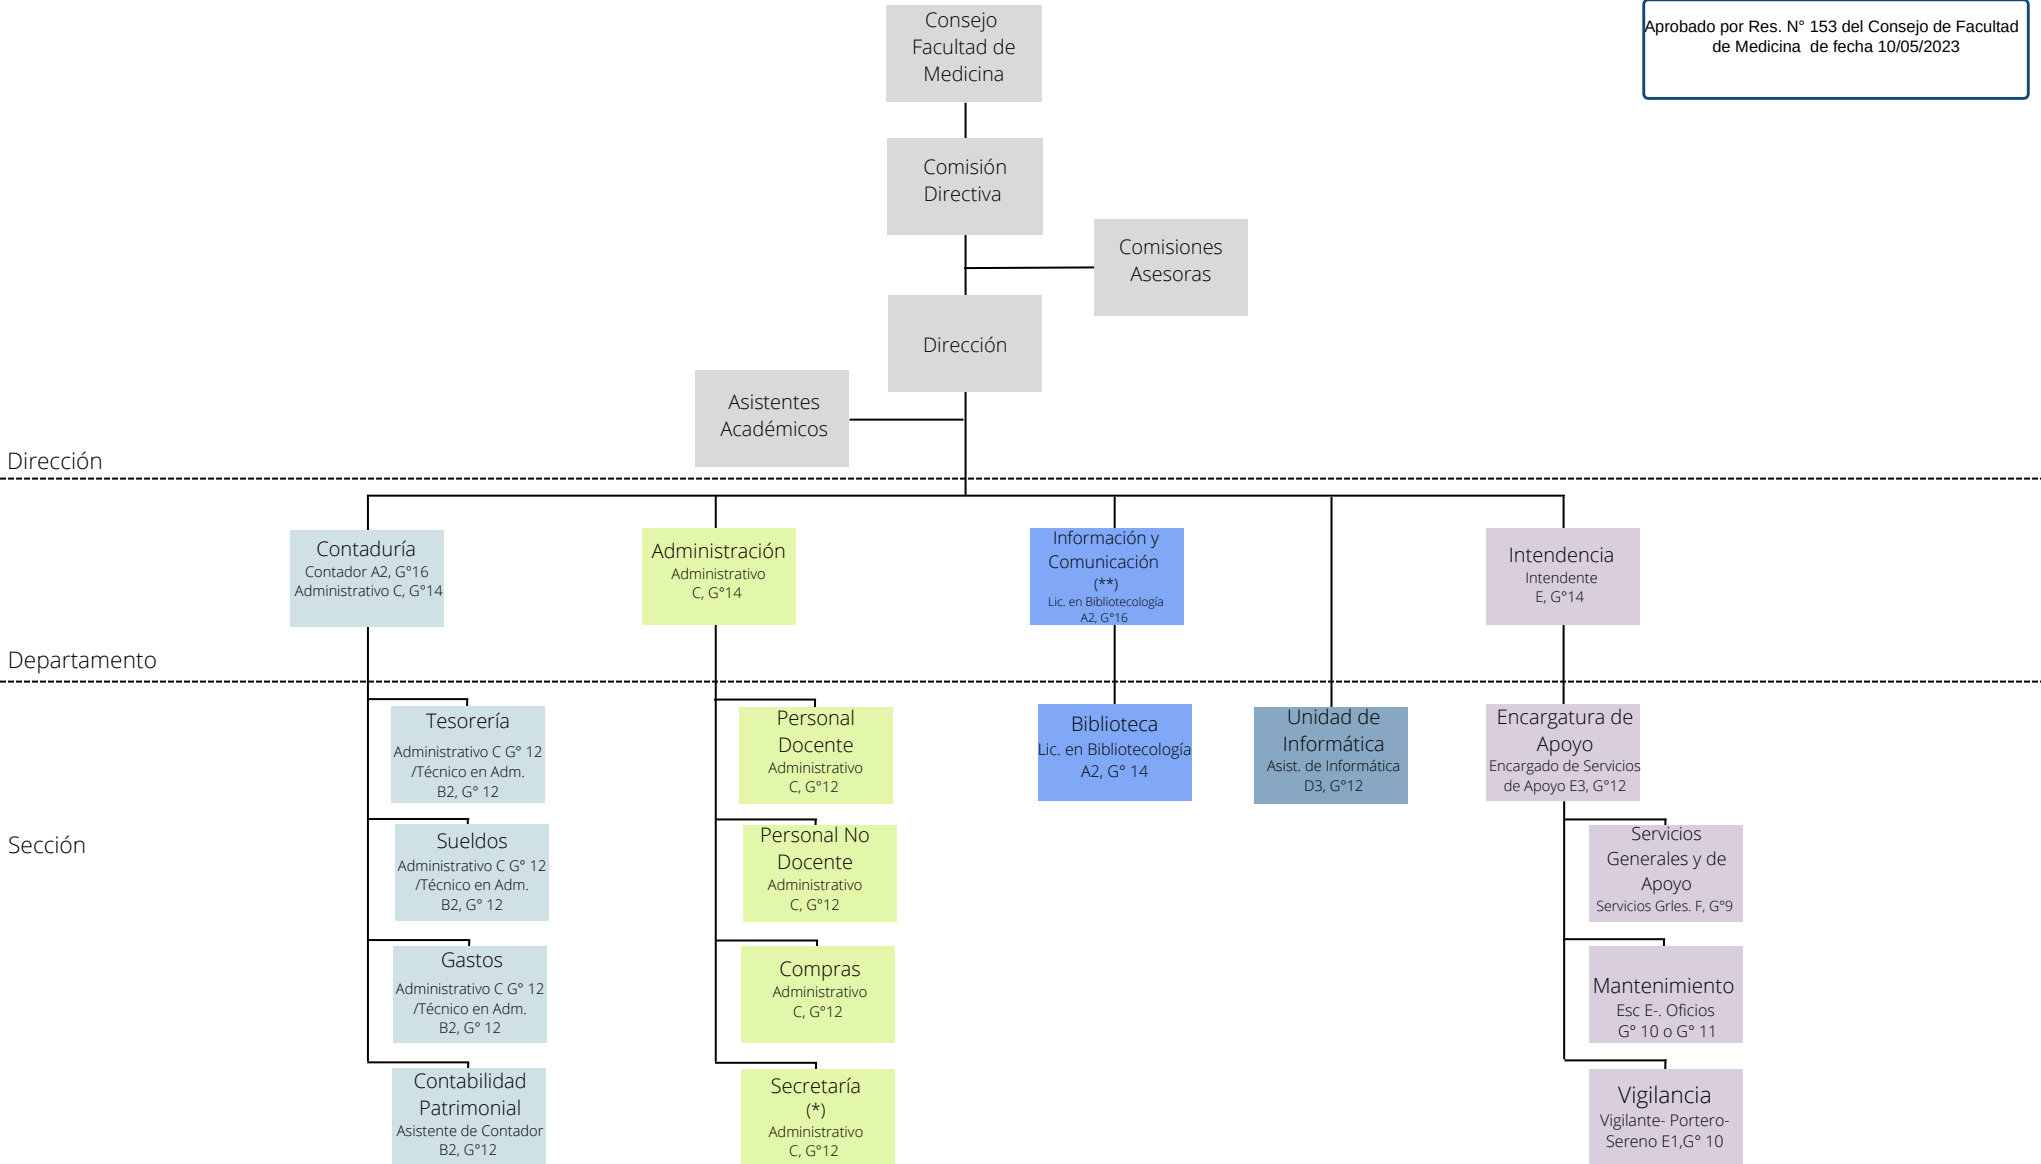 Consejo
Facultad de
Medicina
Aprobado por Res. N° 153 del Consejo de Facultad
de Medicina de fecha 10/05/2023
Comisión
Directiva
Comisiones
Asesoras
Dirección
Asistentes
Académicos
Dirección
Contaduría
Contador A2, G°16
Administrativo C, G°14
Administración
Administrativo
C, G°14
Información y
Comunicación
(**)
Lic. en Bibliotecología
A2, G°16
Intendencia
Intendente
E, G°14
Departamento
Tesorería
Administrativo C G° 12
/Técnico en Adm.
B2, G° 12
Personal
Docente
Administrativo
C, G°12
Biblioteca
Lic. en Bibliotecología
A2, G° 14
Unidad de
Informática
Asist. de Informática
D3, G°12
Encargatura de
Apoyo
Encargado de Servicios
de Apoyo E3, G°12
Sección
Sueldos
Administrativo C G° 12
/Técnico en Adm.
B2, G° 12
Personal No
Docente
Administrativo
C, G°12
Servicios
Generales y de
Apoyo
Servicios Grles. F, G°9
Gastos
Administrativo C G° 12
/Técnico en Adm.
B2, G° 12
Compras
Administrativo
C, G°12
Mantenimiento
Esc E-. Oficios
G° 10 o G° 11
Contabilidad
Patrimonial
Asistente de Contador
B2, G°12
Secretaría
(*)
Administrativo
C, G°12
Vigilancia
Vigilante- Portero-
Sereno E1,G° 10